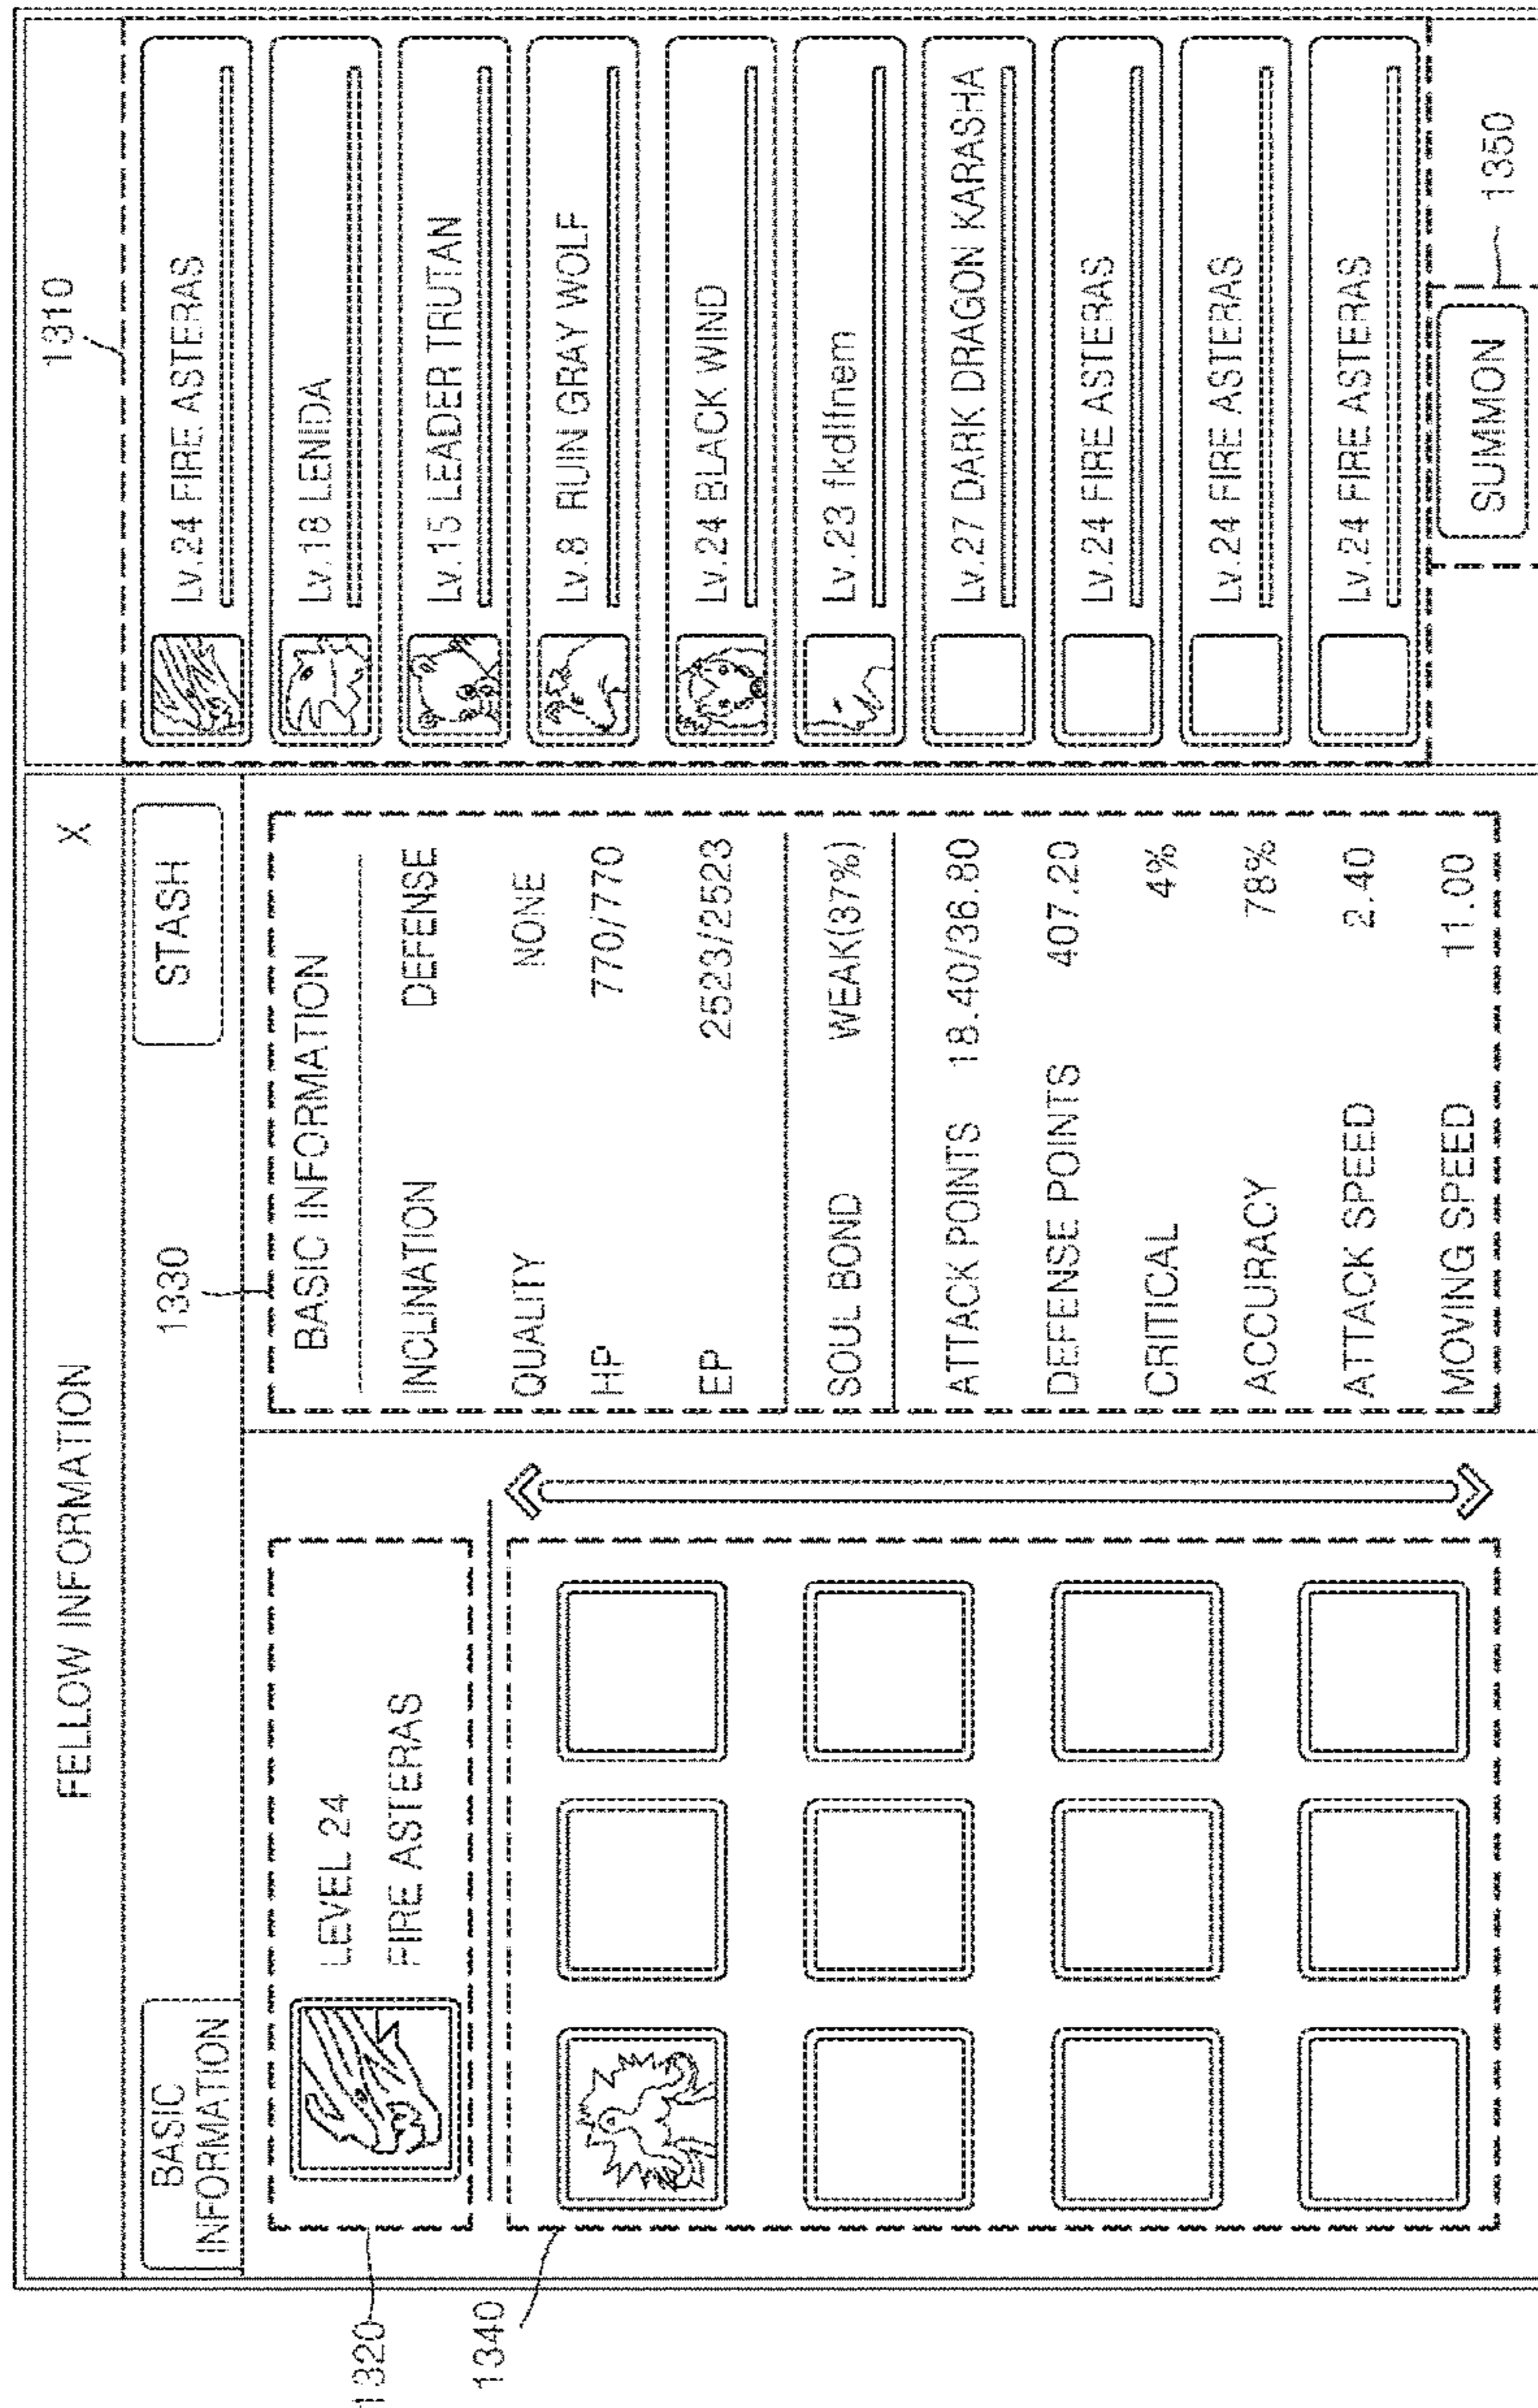 FELLOW INFORMATION
X
1310
BASIC
INFORMATION
STASH
1320
LEVEL 24
FIRE ASTERAS
1340
1330
BASIC INFORMATION
INCLINATION DEFENSE
QUALITY NONE
HP 770/770
EP 2523/2523
SOUL BOND WEAK(37%)
ATTACK POINTS 18.40/36.80
DEFENSE POINTS 407.20
CRITICAL 4%
ACCURACY 78%
ATTACK SPEED 2.40
MOVING SPEED 11.00
Lv.24 FIRE ASTERAS
Lv.18 LENIDA
Lv.15 LEADER TRUTAN
Lv.8 RUIN GRAY WOLF
Lv.24 BLACK WIND
Lv.23 fkdlfnem
Lv.27 DARK DRAGON KARASHA
Lv.24 FIRE ASTERAS
Lv.24 FIRE ASTERAS
Lv.24 FIRE ASTERAS
SUMMON
1350